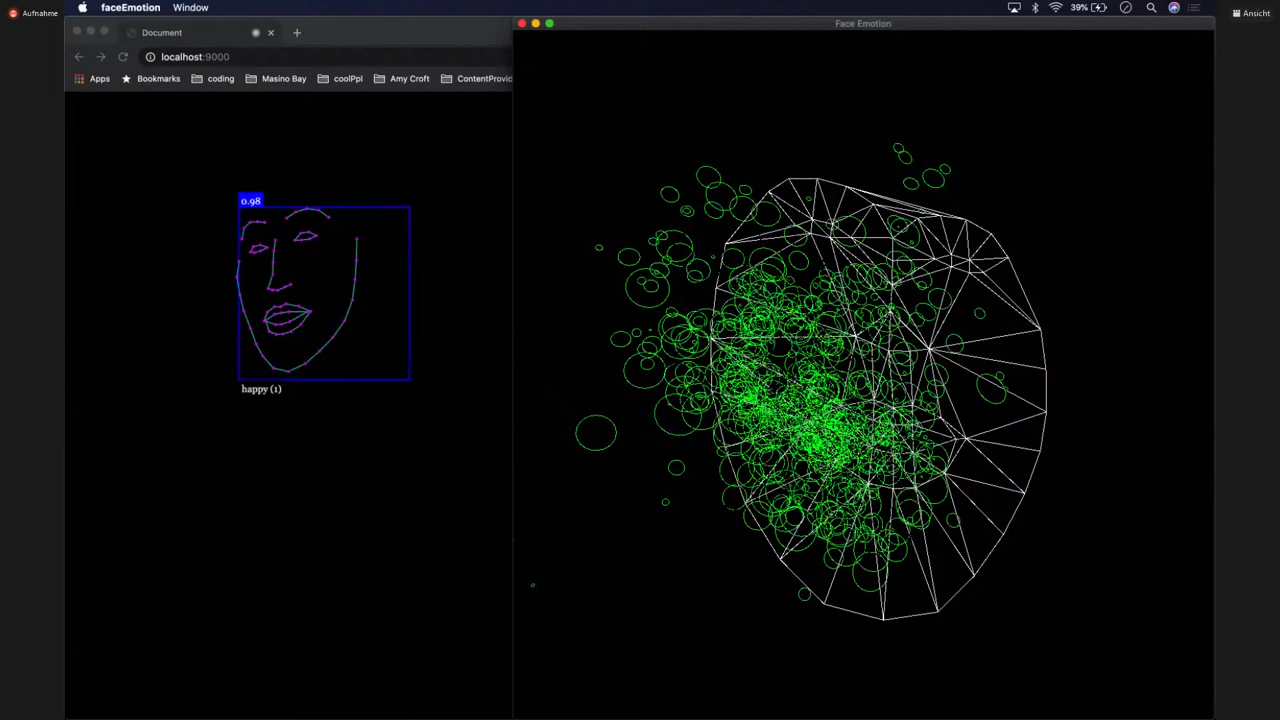 Aufnahme
faceEmotion Window
39%
Ansicht
Document
Face Emotion
localhost:9000
Apps Bookmarks coding Masino Bay coolPpl Amy Croft ContentProvid
0.98
happy (1)